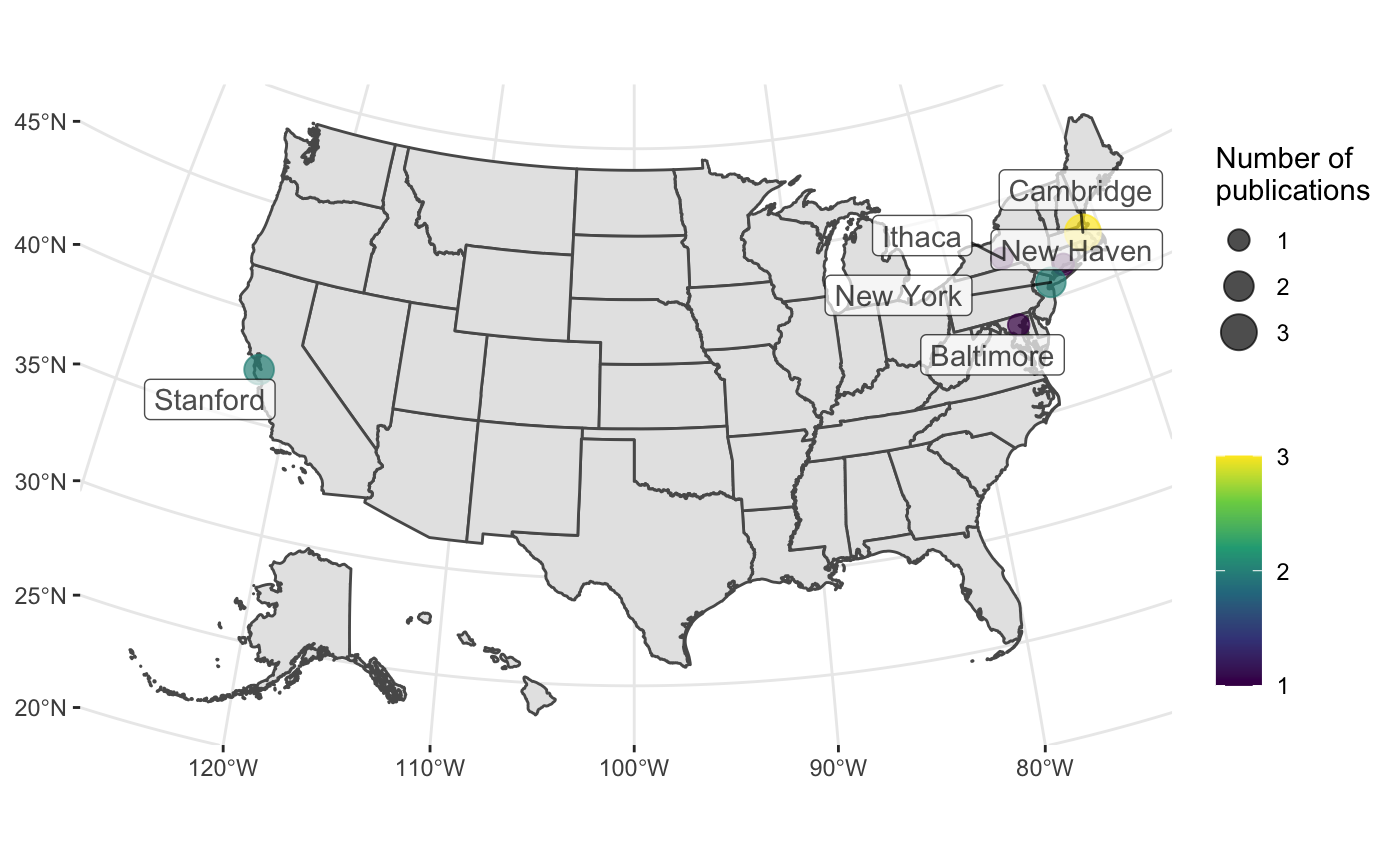 45°N
40°N
35°N
30°N
25°N
20°N
120°W
110°W
100°W
90°W
80°W
Cambridge
Ithaca
New Haven
New York
Baltimore
Stanford
Number of
publications
1
2
3
3
2
1